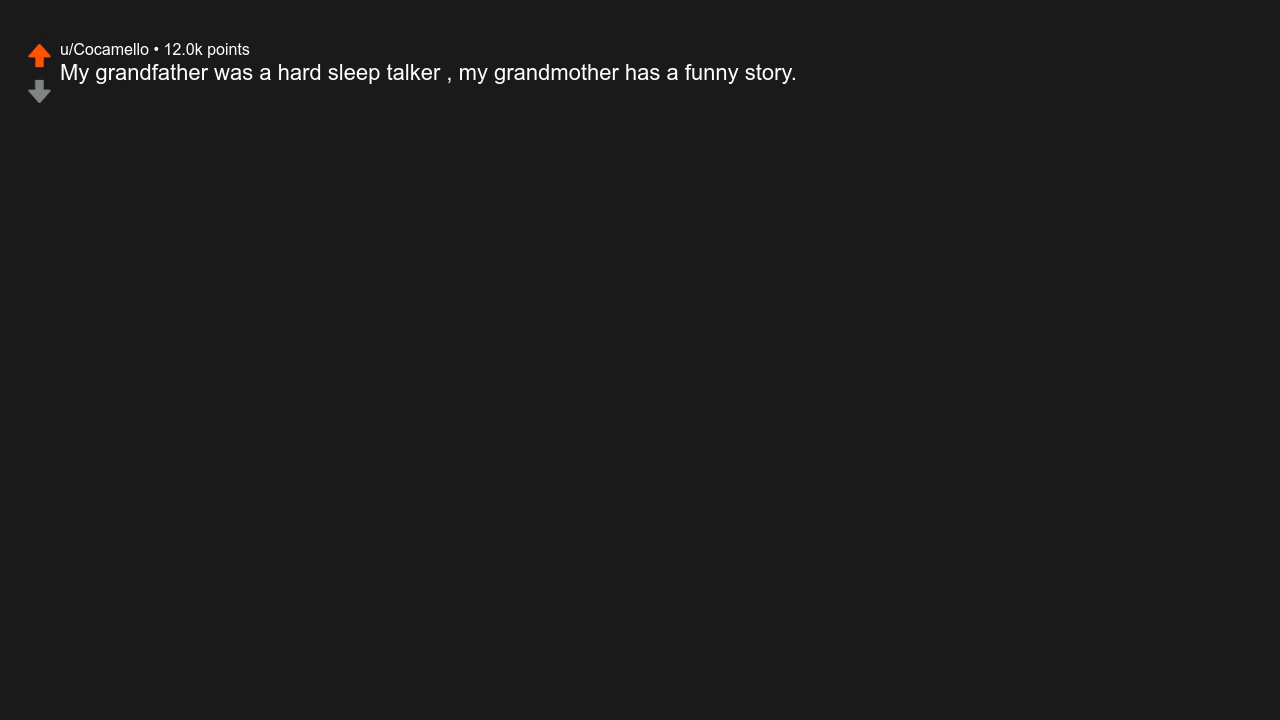 u/Cocamello • 12.0k points
My grandfather was a hard sleep talker , my grandmother has a funny story.